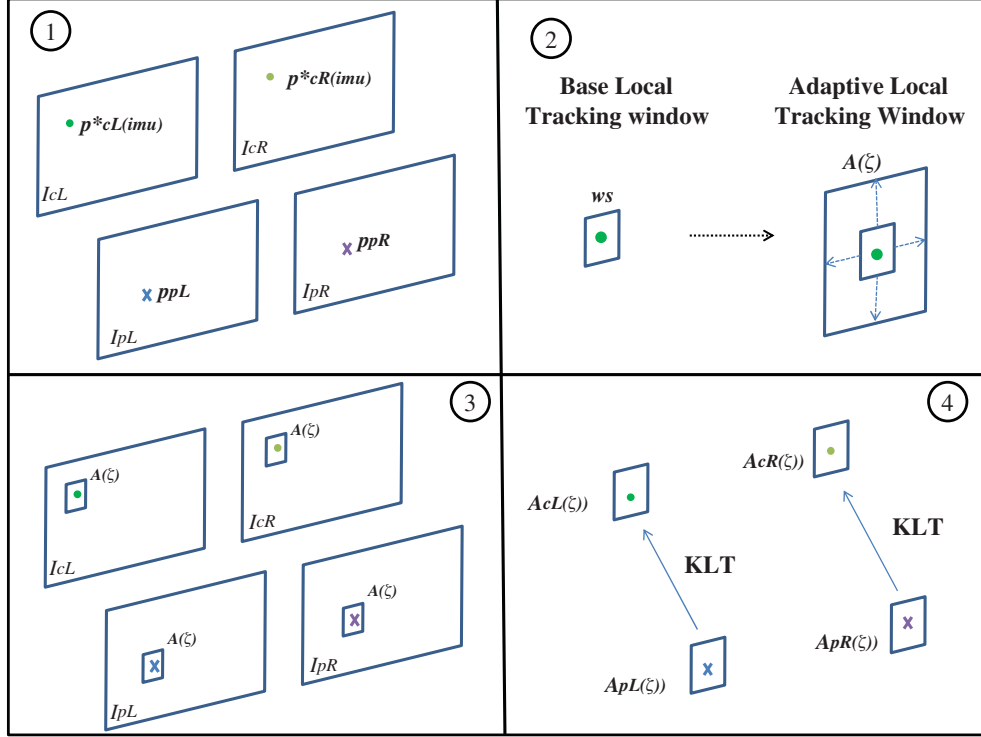 1
p*cR(imu)
p*cL(imu)
IcR
IcL
ppR
ppL
IpR
IpL
2
Base Local
Tracking window
Adaptive Local
Tracking Window
A(ζ)
ws
3
A(ζ)
A(ζ)
IcR
IcL
A(ζ)
A(ζ)
IpR
IpL
4
AcR(ζ))
AcL(ζ))
KLT
KLT
ApR(ζ))
ApL(ζ))